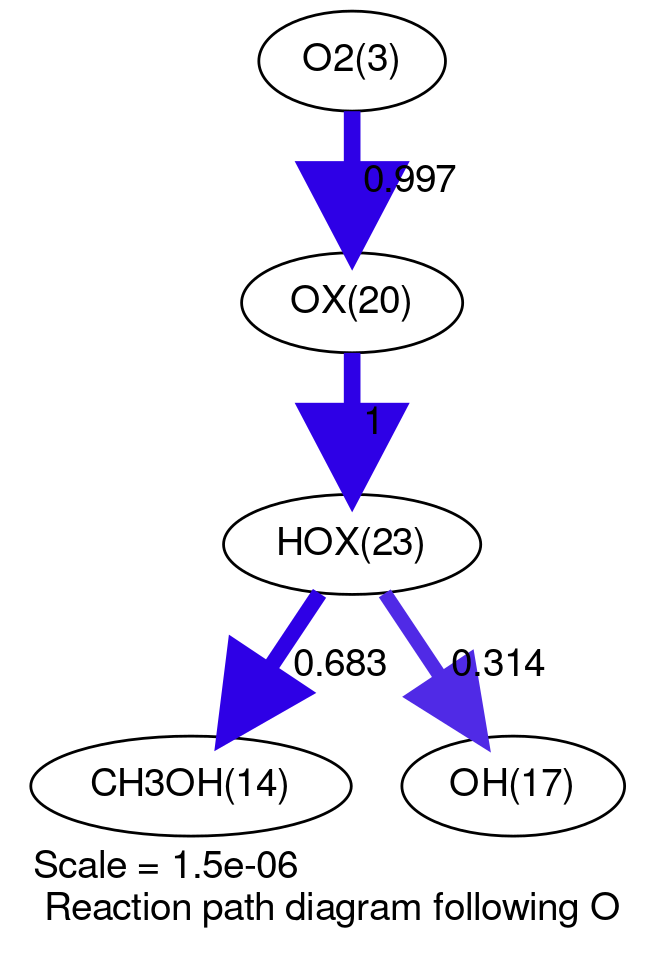 O2(3)
0.997
OX(20)
1
HOX(23)
0.683
0.314
CH3OH(14)
OH(17)
Scale = 1.5e-06
Reaction path diagram following O